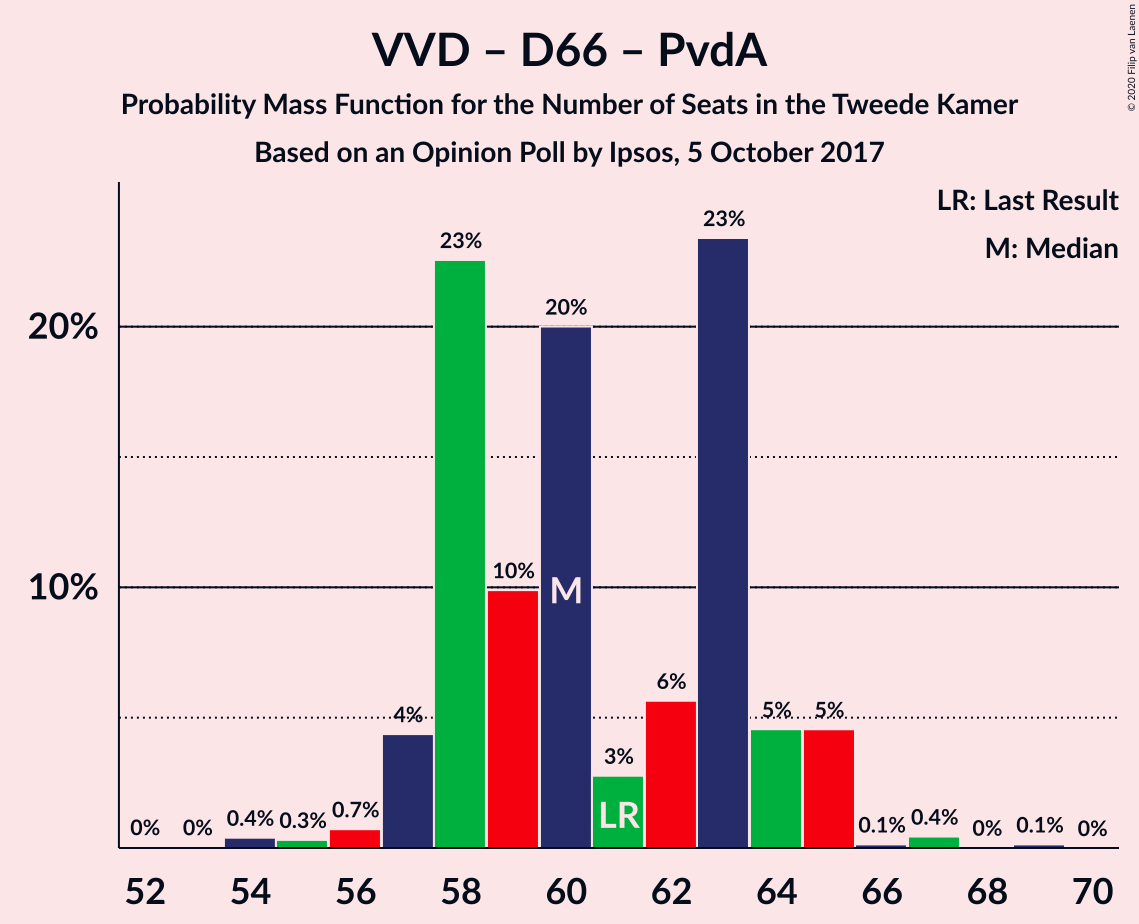 VVD – D66 – PvdA
Probability Mass Function for the Number of Seats in the Tweede Kamer
Based on an Opinion Poll by Ipsos, 5 October 2017
© 2020 Filip van Laenen
LR: Last Result
M: Median
20%
10%
0% 0% 0.4% 0.3% 0.7% 4% 23% 10% 20% 3% 6% 23% 5% 5% 0.1% 0.4% 0% 0.1% 0%
M
LR
52 54 56 58 60 62 64 66 68 70